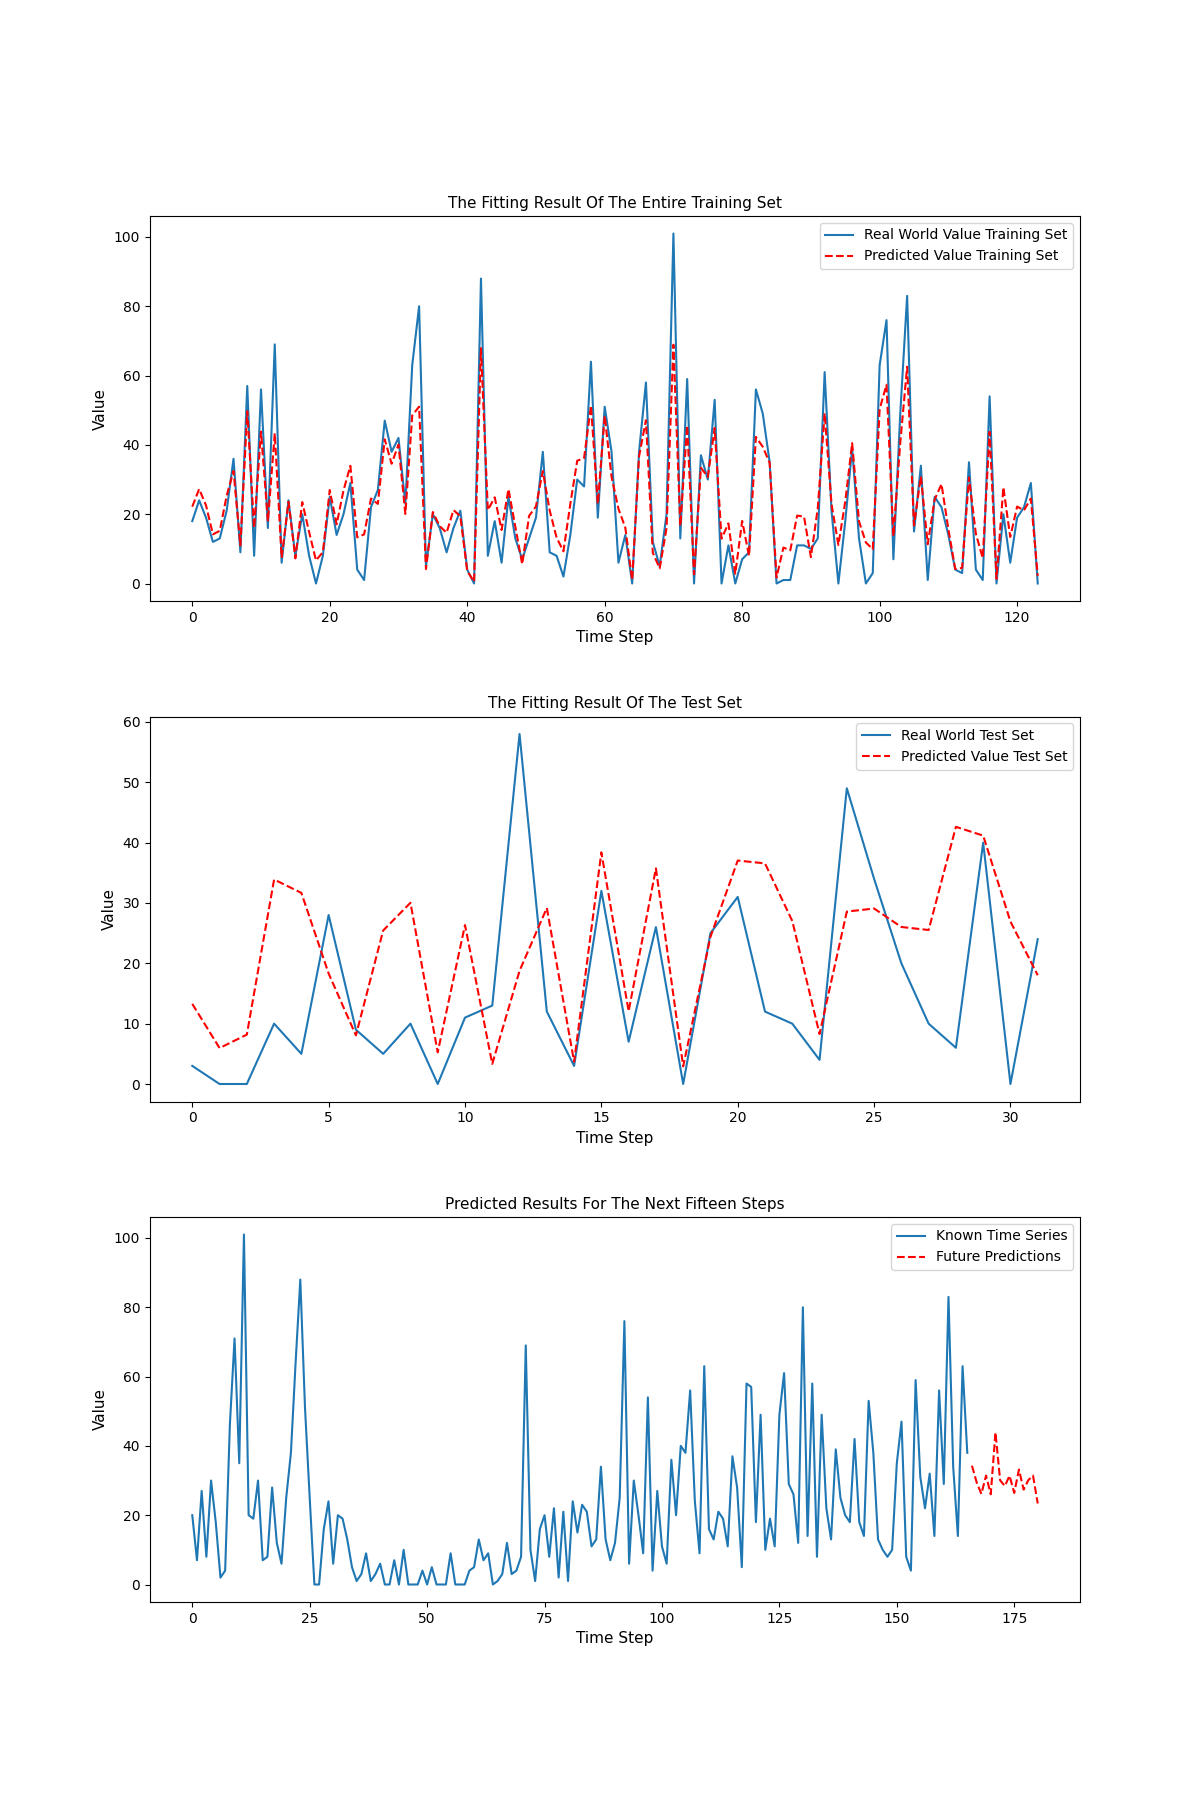 The Fitting Result Of The Entire Training Set
Real World Value Training Set
Predicted Value Training Set
Value
100
80
60
40
20
0
0 20 40 60 80 100 120
Time Step
The Fitting Result Of The Test Set
Real World Test Set
Predicted Value Test Set
Value
60
50
40
30
20
10
0
0 5 10 15 20 25 30
Time Step
Predicted Results For The Next Fifteen Steps
Known Time Series
Future Predictions
Value
100
80
60
40
20
0
0 25 50 75 100 125 150 175
Time Step